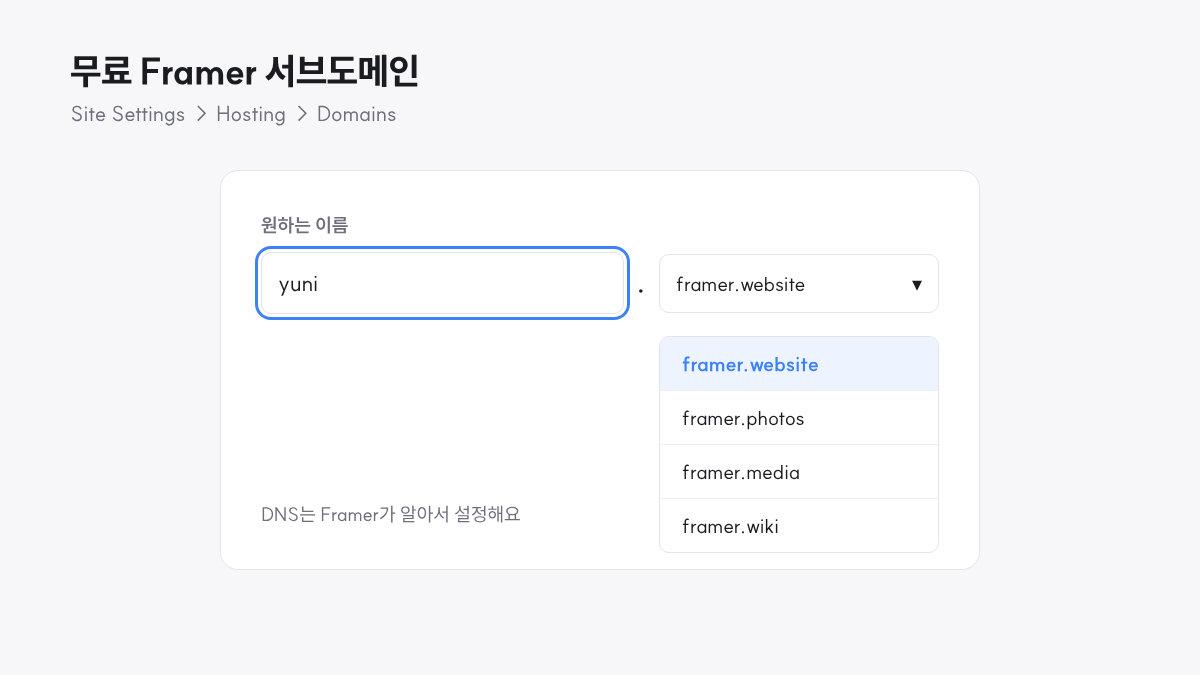 무료 Framer 서브도메인
Site Settings > Hosting > Domains
원하는 이름
yuni . framer.website ▼
framer.website
framer.photos
framer.media
framer.wiki
DNS는 Framer가 알아서 설정해요